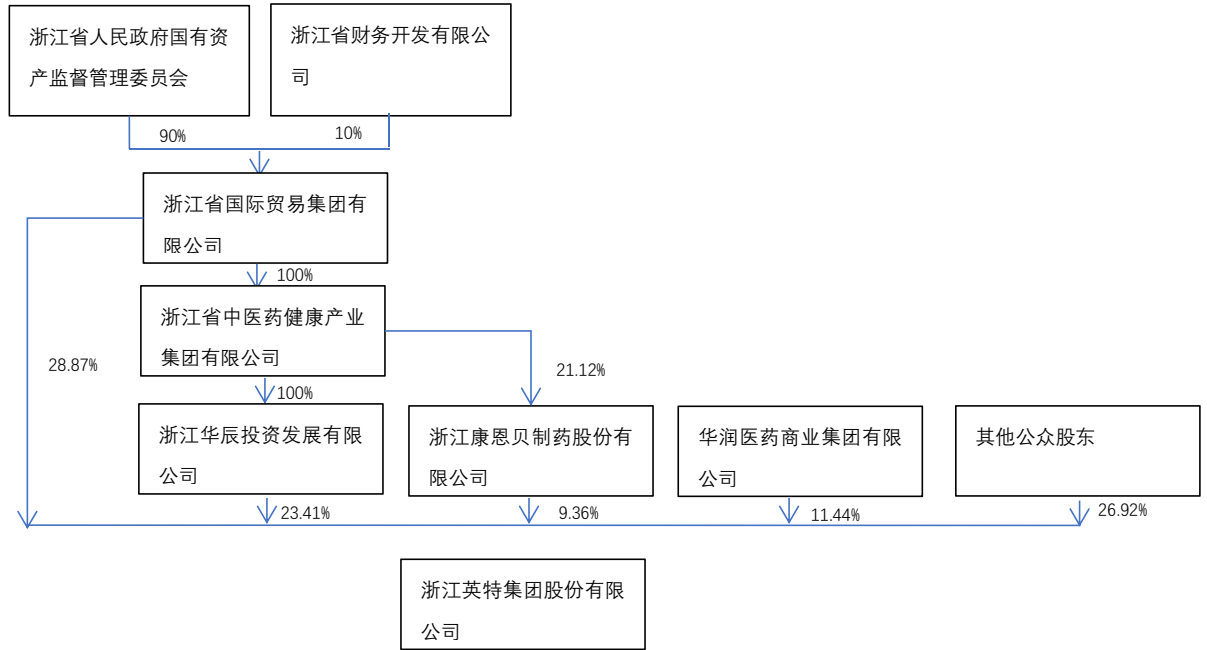 浙江省人民政府国有资
产监督管理委员会
浙江省财务开发有限公
司
90%
10%
浙江省国际贸易集团有
限公司
100%
浙江省中医药健康产业
集团有限公司
28.87%
21.12%
100%
浙江华辰投资发展有限
公司
浙江康恩贝制药股份有
限公司
华润医药商业集团有限
公司
其他公众股东
23.41%
9.36%
11.44%
26.92%
浙江英特集团股份有限
公司